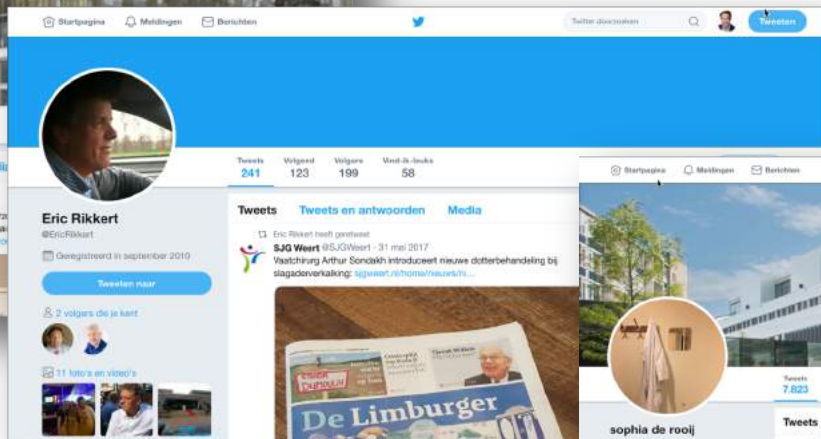 Startpagina Meldingen Berichten Twitter doorzoeken Tweeten
Tweets Volgend Volgers Vind-ik-leuks
241 123 199 58
Eric Rikkert
@EricRikkert
Geregistreerd in september 2010
Tweeten naar
2 volgers die je kent
11 foto's en video's
Tweets Tweets en antwoorden Media
Eric Rikkert heeft geretweet
SJG Weert @SJGWeert · 31 mei 2017
Vaatchirurg Arthur Sondakh introduceert nieuwe dotterbehandeling bij
slagaderverkalking: sjgweert.nl/home/nieuws/ni...
De Limburger
Startpagina Meldingen Berichten
Tweets
7.823
sophia de rooij
Tweets